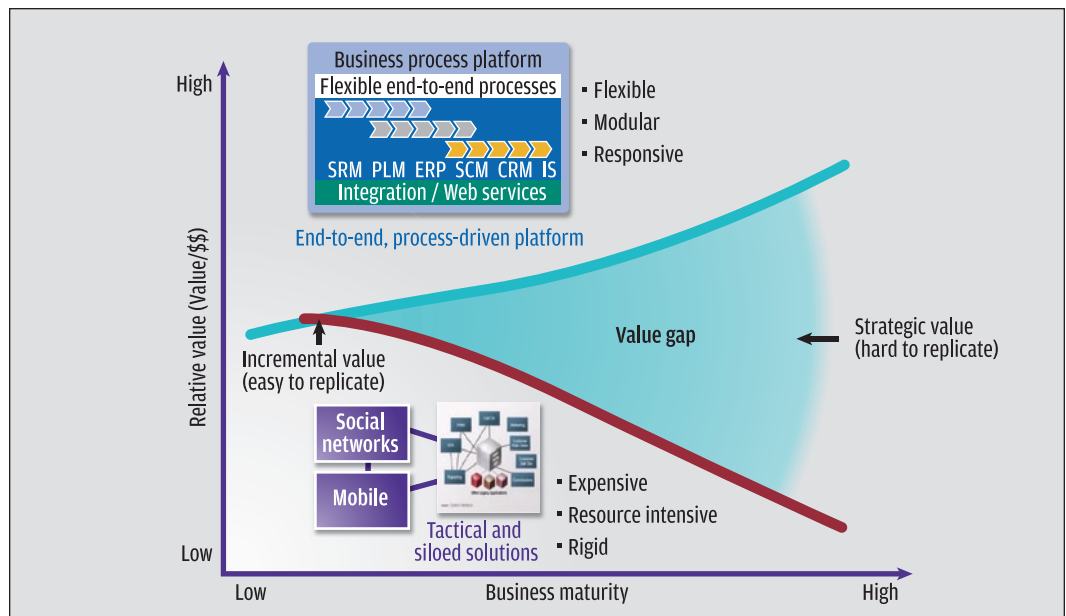 High
Business process platform
Flexible end-to-end processes
SRM PLM ERP SCM CRM IS
Integration / Web services
▪ Flexible
▪ Modular
▪ Responsive
End-to-end, process-driven platform
Relative value (Value/$$)
Incremental value
(easy to replicate)
Value gap
Strategic value
(hard to replicate)
Social
networks
Mobile
Tactical and
siloed solutions
▪ Expensive
▪ Resource intensive
▪ Rigid
Low
Low
Business maturity
High